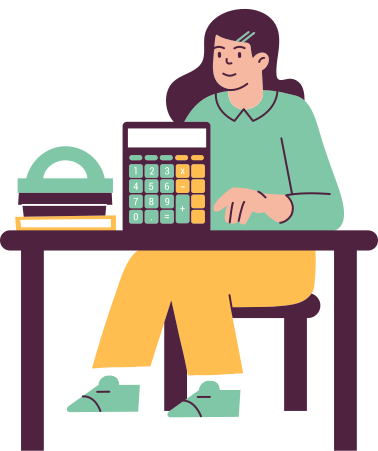 1 2 3 x
4 5 6 -
7 8 9 +
0 . =